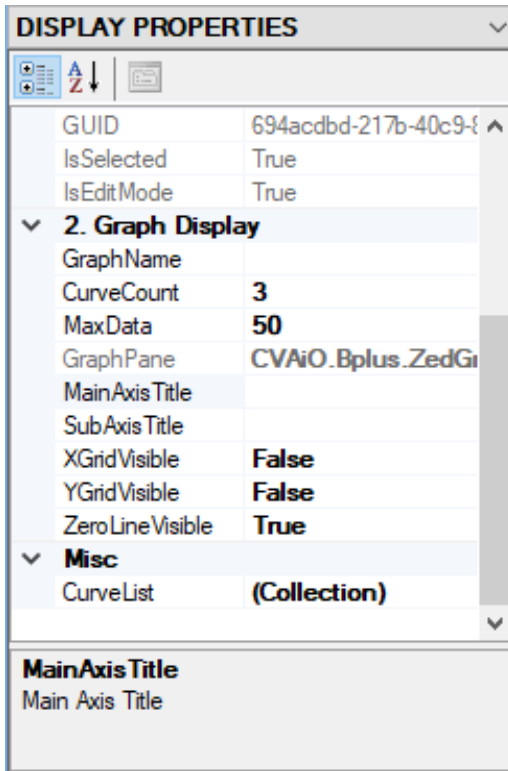 DISPLAY PROPERTIES
GUID 694acdbd-217b-40c9-8
IsSelected True
IsEditMode True
2. Graph Display
GraphName
CurveCount 3
MaxData 50
GraphPane CVAiO.Bplus.ZedGr
MainAxisTitle
SubAxisTitle
XGridVisible False
YGridVisible False
ZeroLineVisible True
Misc
CurveList (Collection)
MainAxisTitle
Main Axis Title